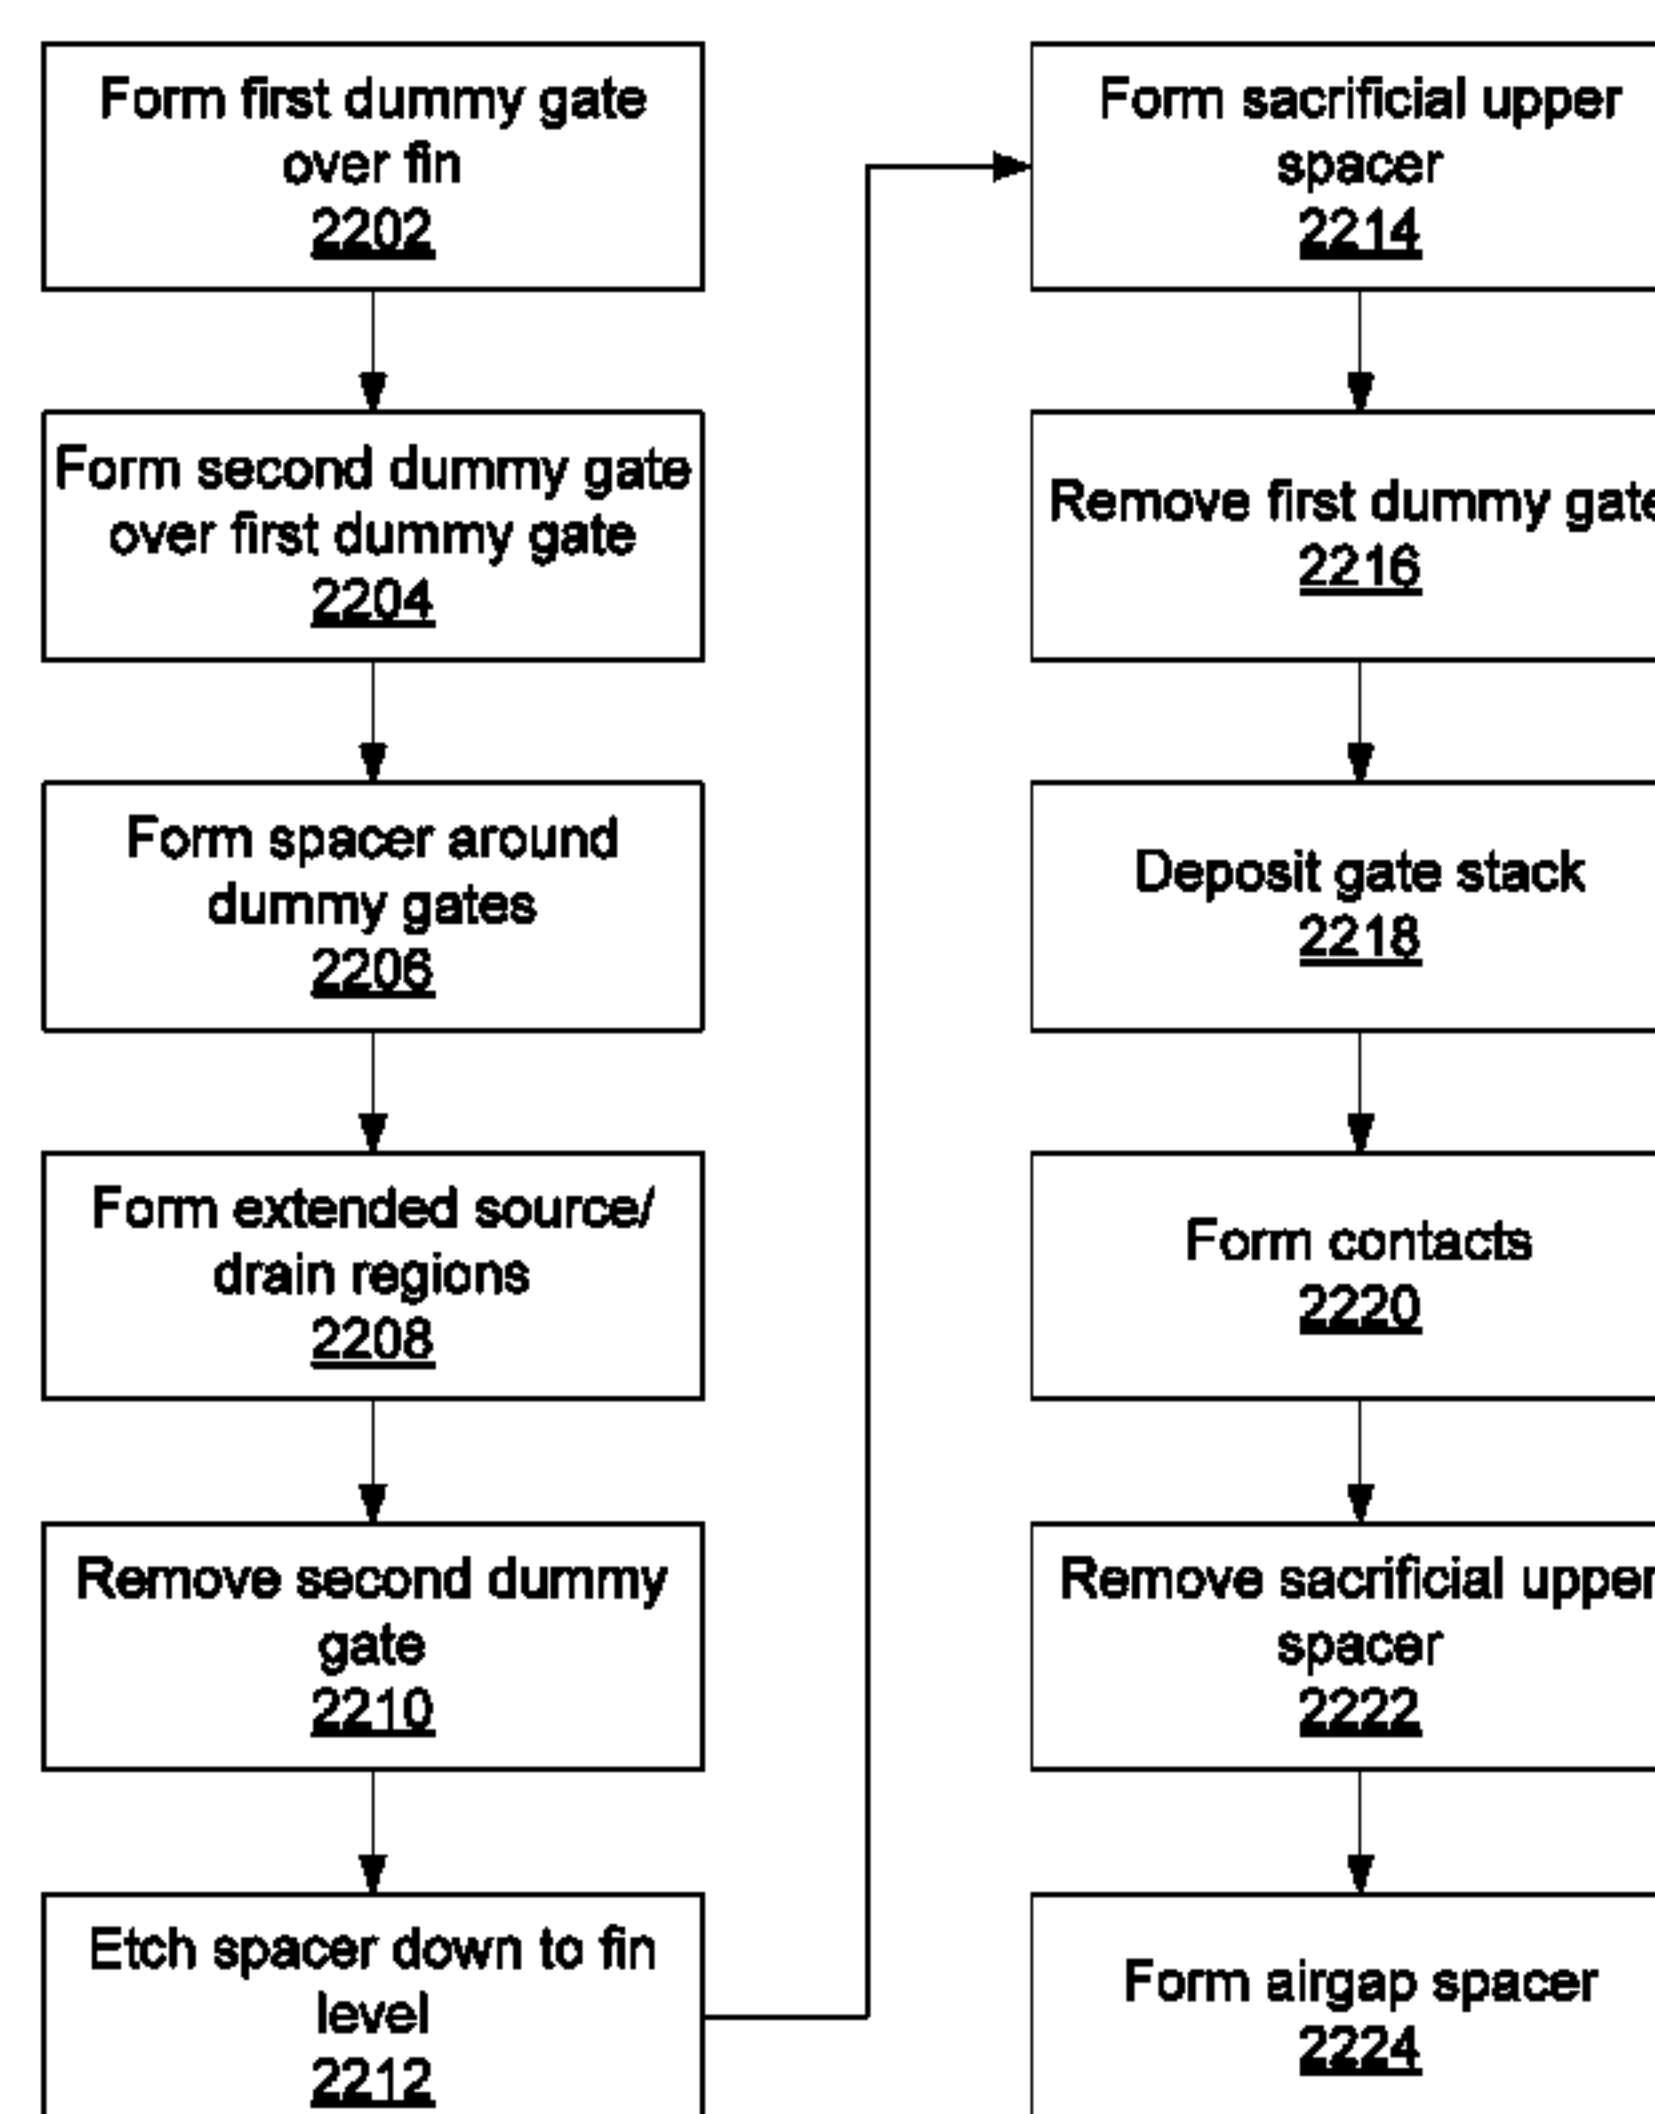 Form first dummy gate
over fin
2202
Form second dummy gate
over first dummy gate
2204
Form spacer around
dummy gates
2206
Form extended source/
drain regions
2208
Remove second dummy
gate
2210
Etch spacer down to fin
level
2212
Form sacrificial upper
spacer
2214
Remove first dummy gate
2216
Deposit gate stack
2218
Form contacts
2220
Remove sacrificial upper
spacer
2222
Form airgap spacer
2224